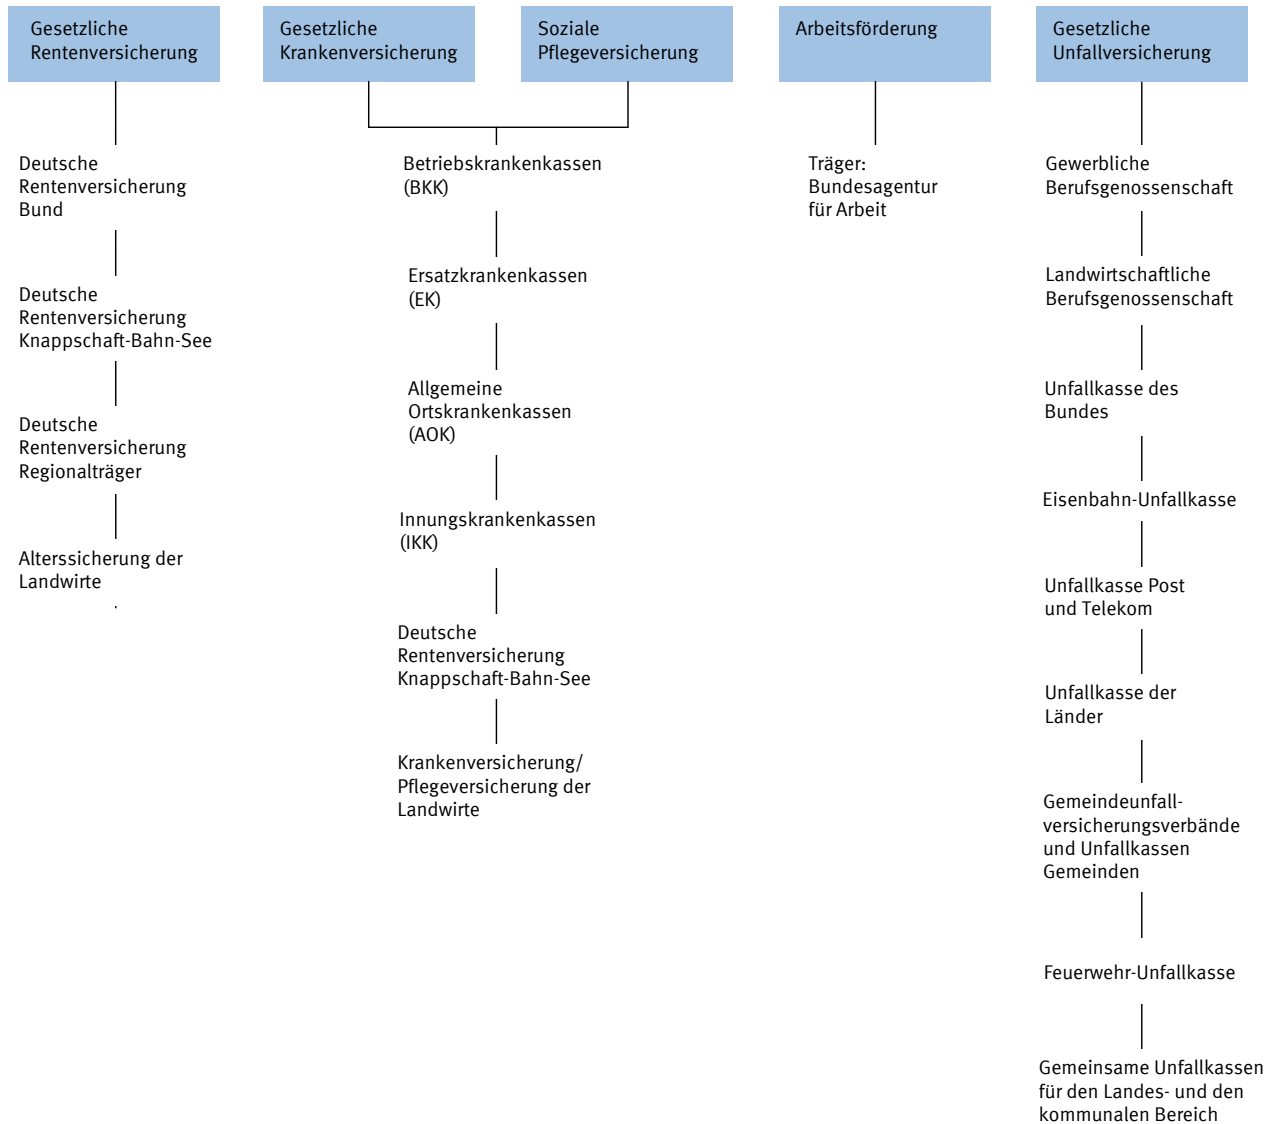 Gesetzliche
Rentenversicherung
Gesetzliche
Krankenversicherung
Soziale
Pflegeversicherung
Arbeitsförderung
Gesetzliche
Unfallversicherung
Deutsche
Rentenversicherung
Bund
Deutsche
Rentenversicherung
Knappschaft-Bahn-See
Deutsche
Rentenversicherung
Regionalträger
Alterssicherung der
Landwirte
Betriebskrankenkassen
(BKK)
Ersatzkrankenkassen
(EK)
Allgemeine
Ortskrankenkassen
(AOK)
Innungskrankenkassen
(IKK)
Deutsche
Rentenversicherung
Knappschaft-Bahn-See
Krankenversicherung/
Pflegeversicherung der
Landwirte
Träger:
Bundesagentur
für Arbeit
Gewerbliche
Berufsgenossenschaft
Landwirtschaftliche
Berufsgenossenschaft
Unfallkasse des
Bundes
Eisenbahn-Unfallkasse
Unfallkasse Post
und Telekom
Unfallkasse der
Länder
Gemeindeunfall-
versicherungsverbände
und Unfallkassen
Gemeinden
Feuerwehr-Unfallkasse
Gemeinsame Unfallkassen
für den Landes- und den
kommunalen Bereich